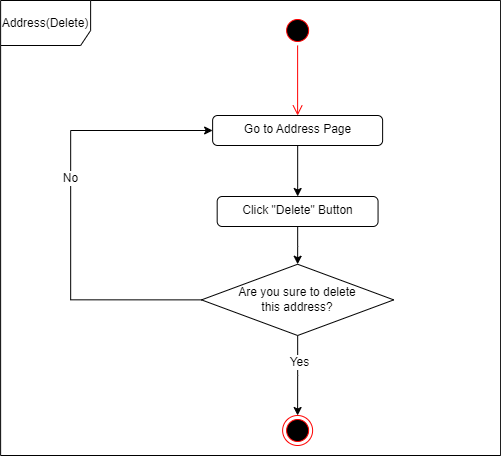 Address(Delete)
Go to Address Page
No
Click "Delete" Button
Are you sure to delete
this address?
Yes